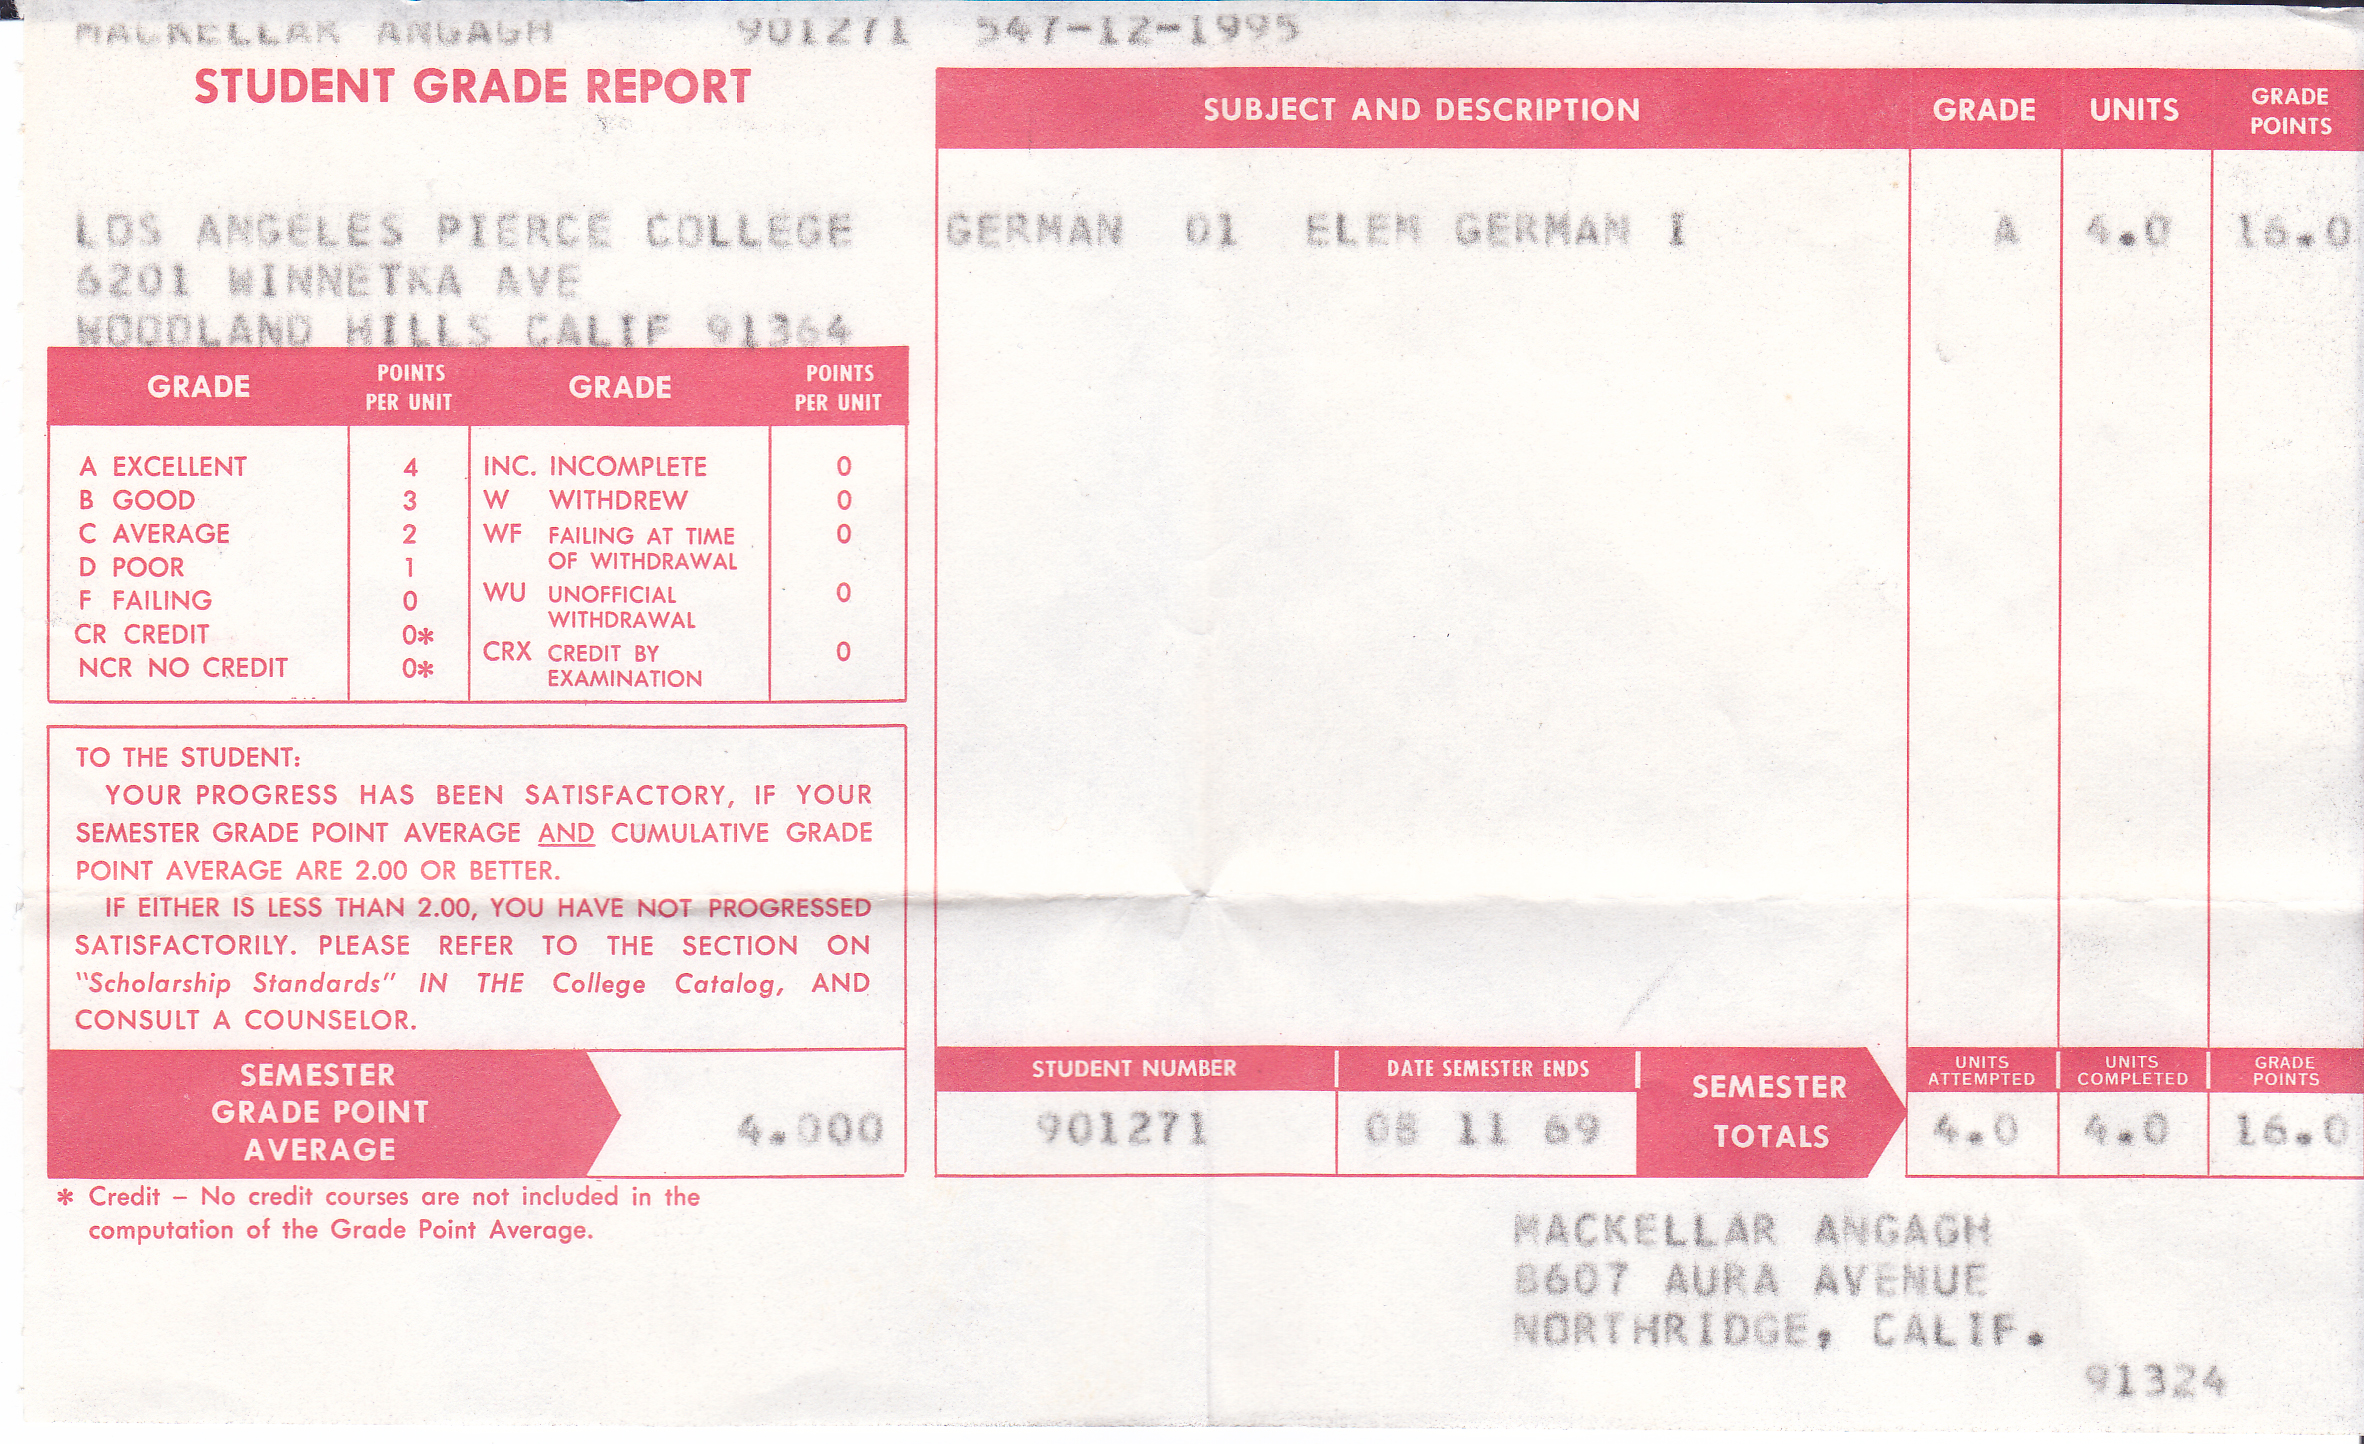 MACKELLAR ANGAGH 901271 547-12-1995
STUDENT GRADE REPORT
LOS ANGELES PIERCE COLLEGE
6201 WINNETKA AVE
WOODLAND HILLS CALIF 91364
GRADE POINTS PER UNIT GRADE POINTS PER UNIT
A EXCELLENT 4
B GOOD 3
C AVERAGE 2
D POOR 1
F FAILING 0
CR CREDIT 0*
NCR NO CREDIT 0*
INC. INCOMPLETE 0
W WITHDREW 0
WF FAILING AT TIME 0
OF WITHDRAWAL
WU UNOFFICIAL 0
WITHDRAWAL
CRX CREDIT BY 0
EXAMINATION
TO THE STUDENT:
YOUR PROGRESS HAS BEEN SATISFACTORY, IF YOUR
SEMESTER GRADE POINT AVERAGE AND CUMULATIVE GRADE
POINT AVERAGE ARE 2.00 OR BETTER.
IF EITHER IS LESS THAN 2.00, YOU HAVE NOT PROGRESSED
SATISFACTORILY. PLEASE REFER TO THE SECTION ON
"Scholarship Standards" IN THE College Catalog, AND
CONSULT A COUNSELOR.
SEMESTER
GRADE POINT
AVERAGE
4.000
* Credit – No credit courses are not included in the
computation of the Grade Point Average.
SUBJECT AND DESCRIPTION GRADE UNITS GRADE POINTS
GERMAN 01 ELEM GERMAN I A 4.0 16.0
STUDENT NUMBER DATE SEMESTER ENDS
901271 08 11 69
SEMESTER
TOTALS
UNITS ATTEMPTED UNITS COMPLETED GRADE POINTS
4.0 4.0 16.0
MACKELLAR ANGAGH
8607 AURA AVENUE
NORTHRIDGE, CALIF.
91324